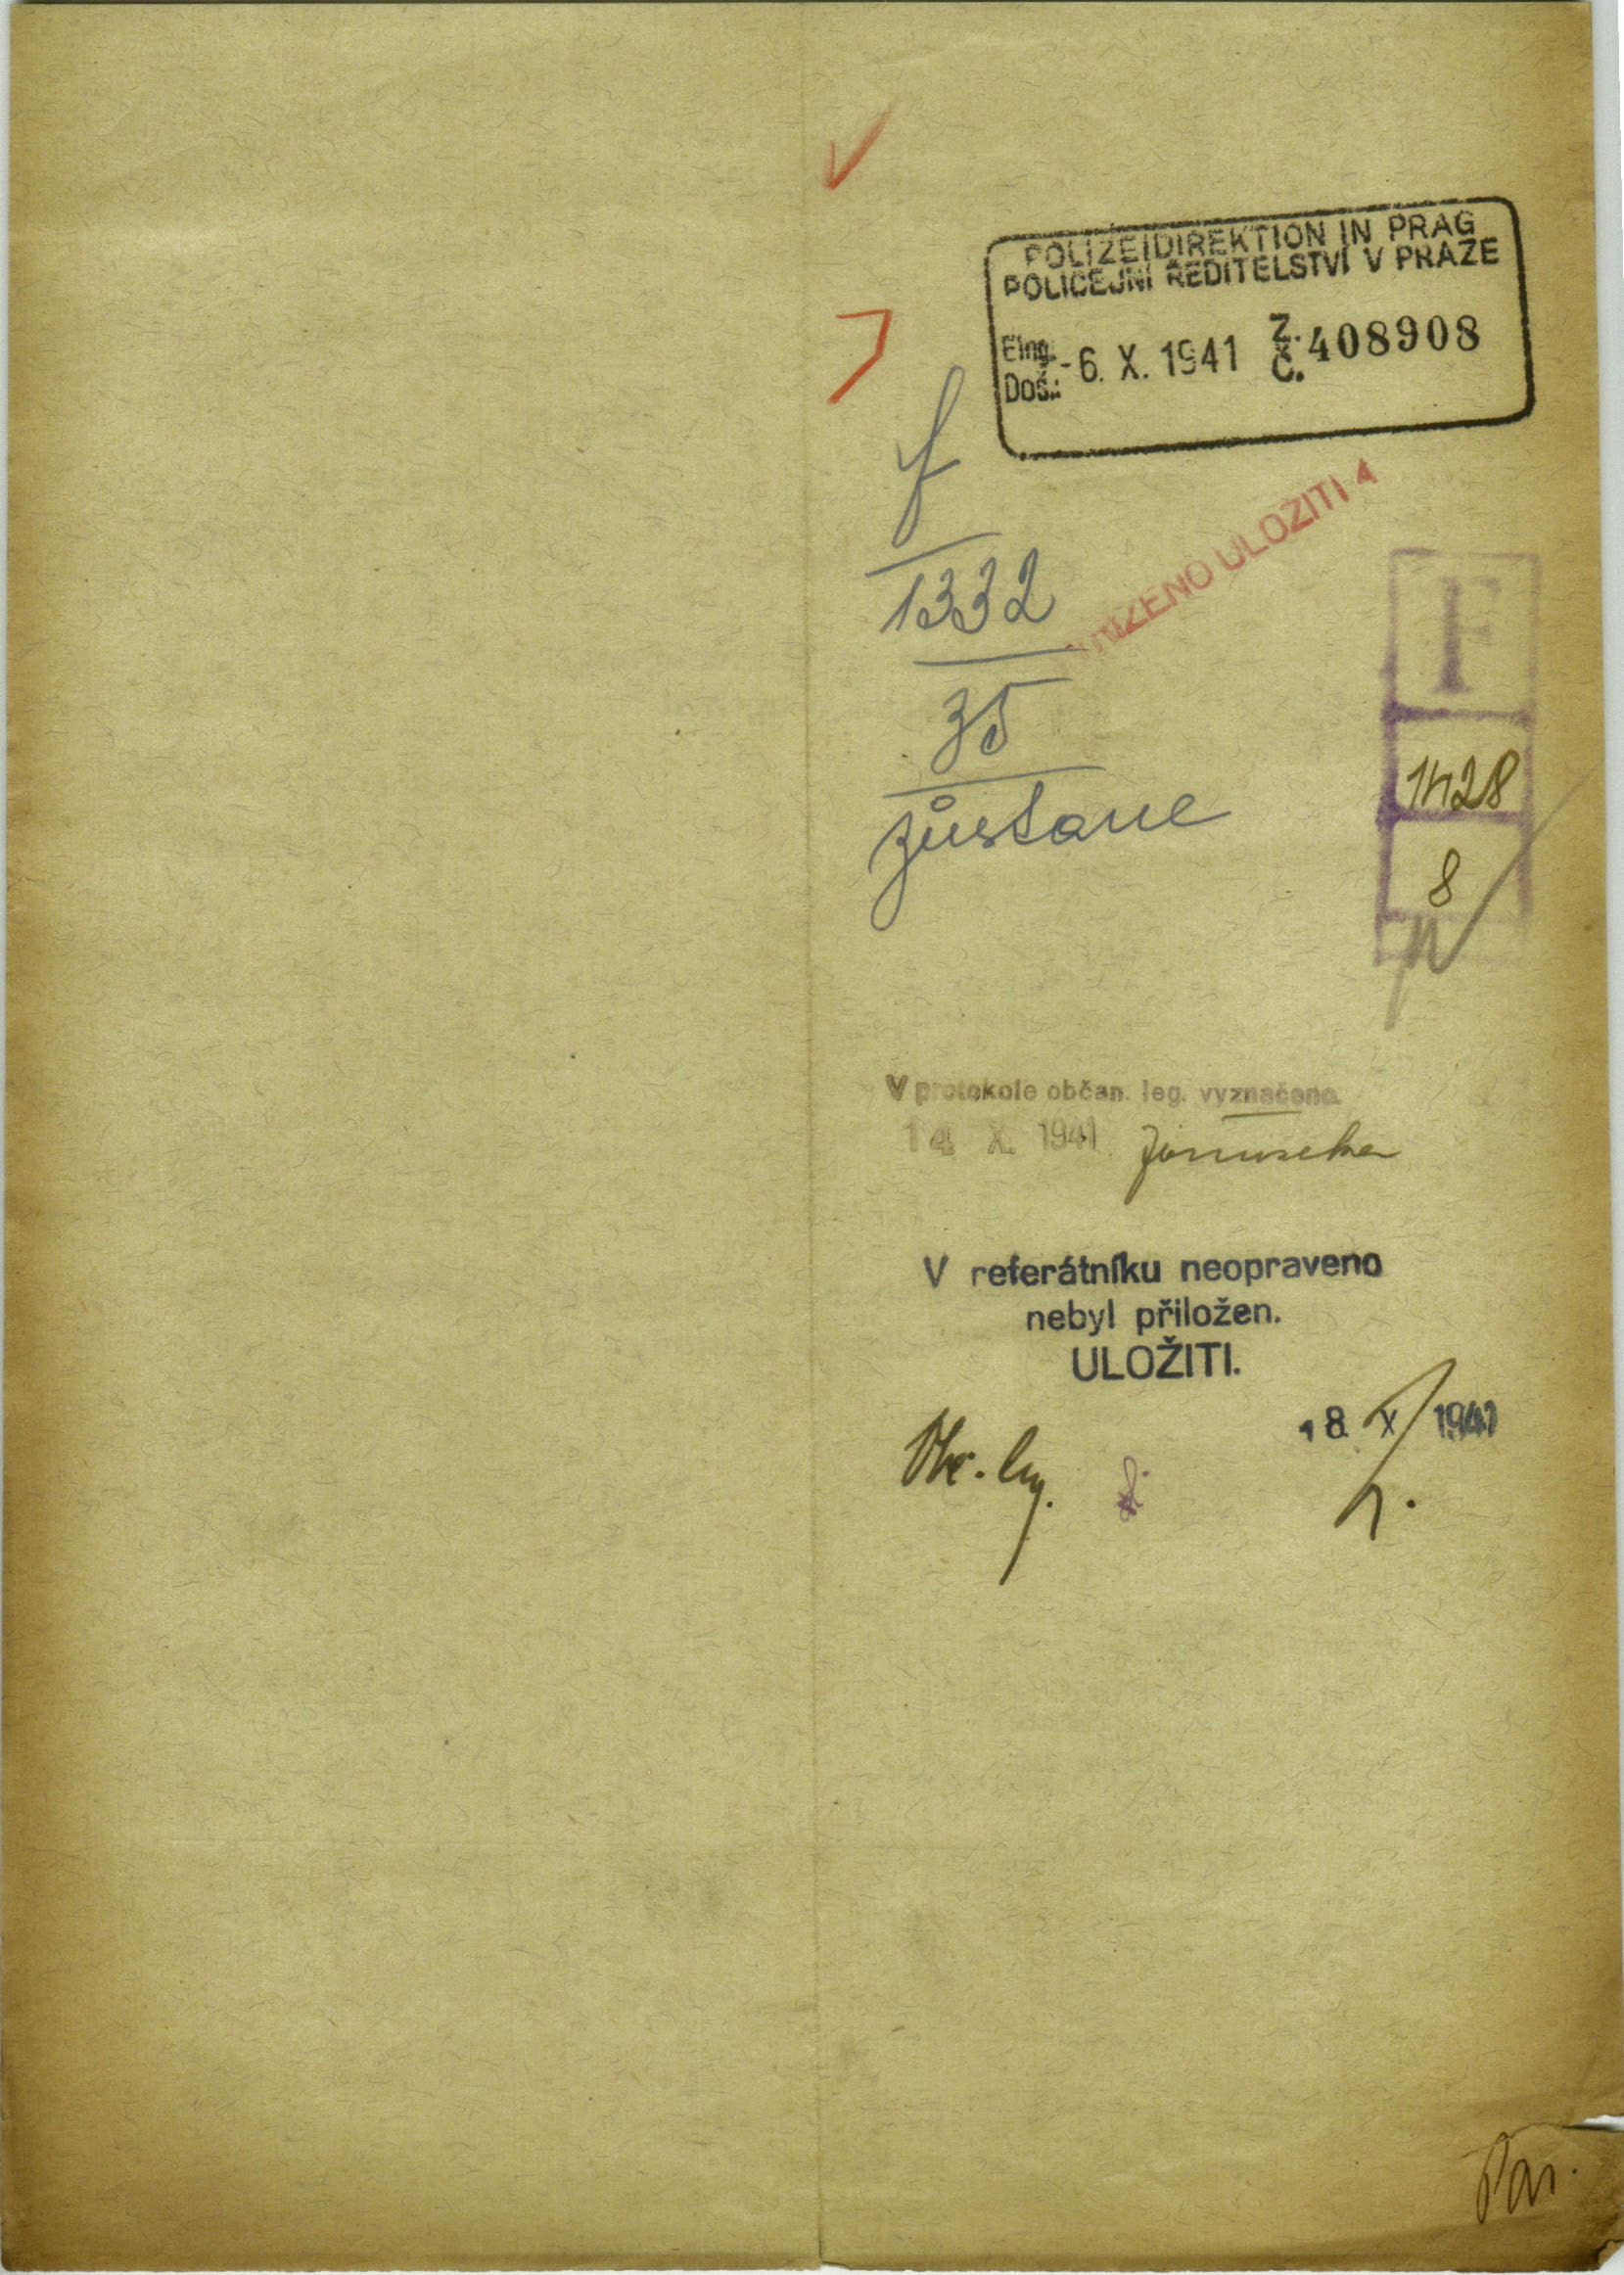 POLIZEIDIREKTION IN PRAG
POLICEJNÍ ŘEDITELSTVÍ V PRAZE
Eing.
Doš.: -6. X. 1941 Z. Č. 408908
f
1332
35
zůstane
ULOŽITI 4
F
1428
8
V protokole občan. leg. vyznačeno.
14 X. 1941
V referátníku neopraveno
nebyl přiložen.
ULOŽITI.
18. X 1941